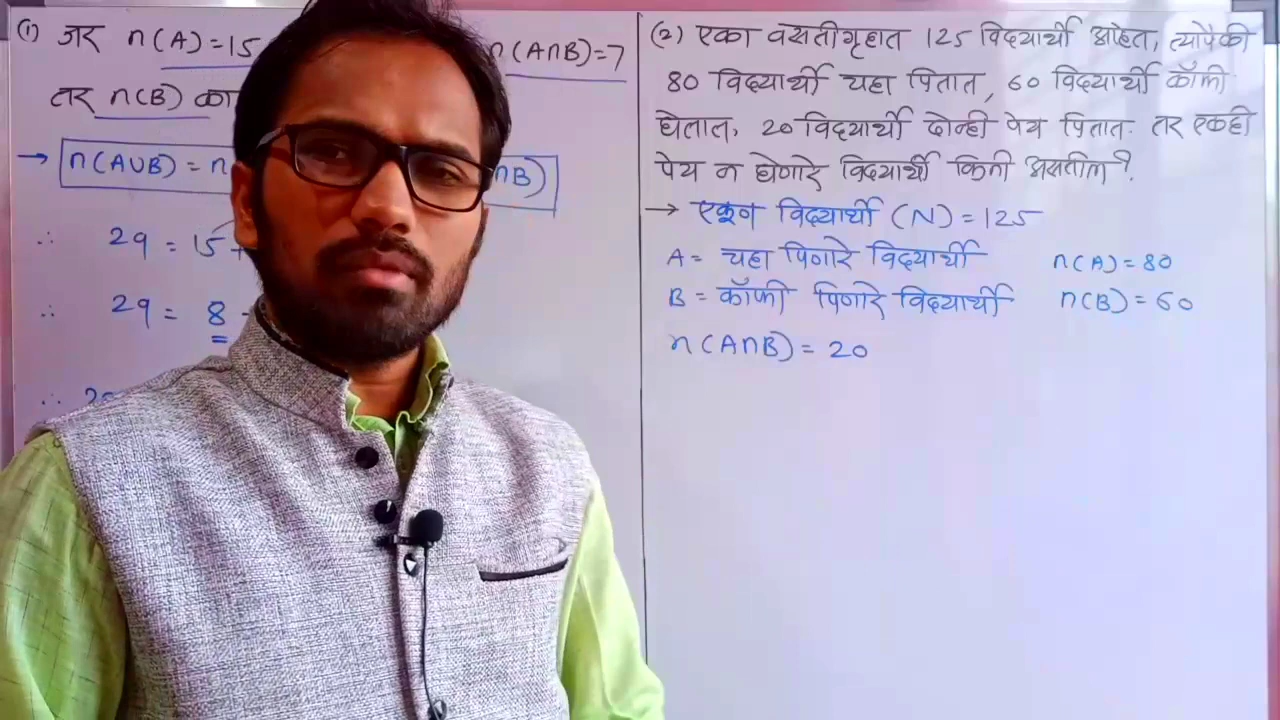 (1) जर n(A)=15 n(A∩B)=7
तर n(B) का
→ n(A∪B) = n ∩B)
∴ 29 = 15 +
∴ 29 = 8
∴
(2) एका वसतीगृहात 125 विद्यार्थी आहेत, त्यापैकी
80 विद्यार्थी चहा पितात, 60 विद्यार्थी कॉफी
घेतात. 20 विद्यार्थी दोन्ही पेय पितात. तर एकही
पेय न घेणारे विद्यार्थी किती असतील?
→ एकूण विद्यार्थी (N) = 125
A = चहा पिणारे विद्यार्थी n(A) = 80
B = कॉफी पिणारे विद्यार्थी n(B) = 60
n(A∩B) = 20